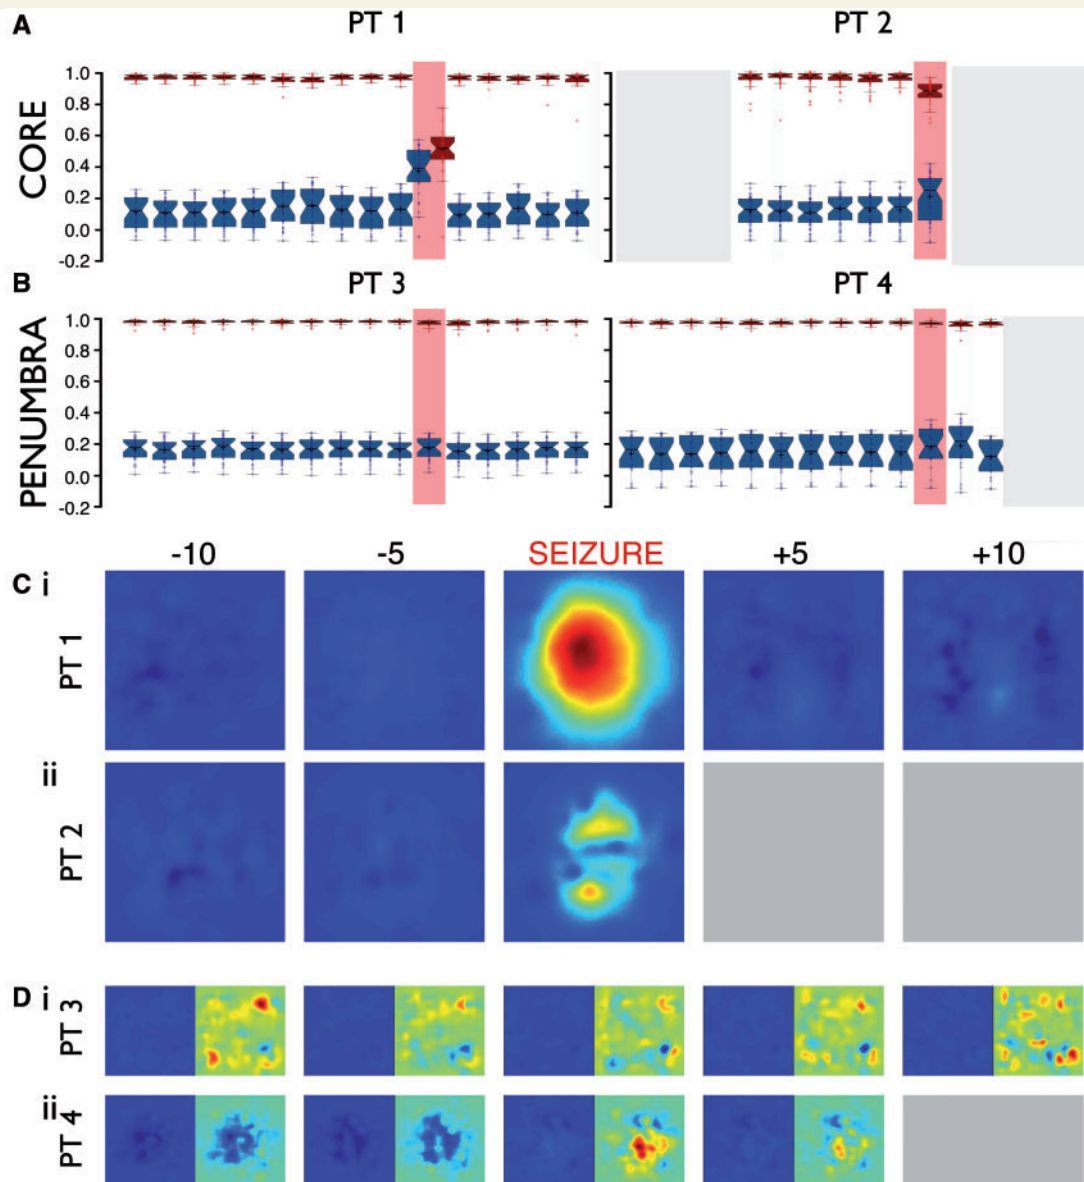 A PT 1 PT 2
CORE
1.0 0.8 0.6 0.4 0.2 0.0 -0.2
B PT 3 PT 4
PENUMBRA
1.0 0.8 0.6 0.4 0.2 0.0 -0.2
-10 -5 SEIZURE +5 +10
C i PT 1
ii PT 2
D i PT 3
ii PT 4